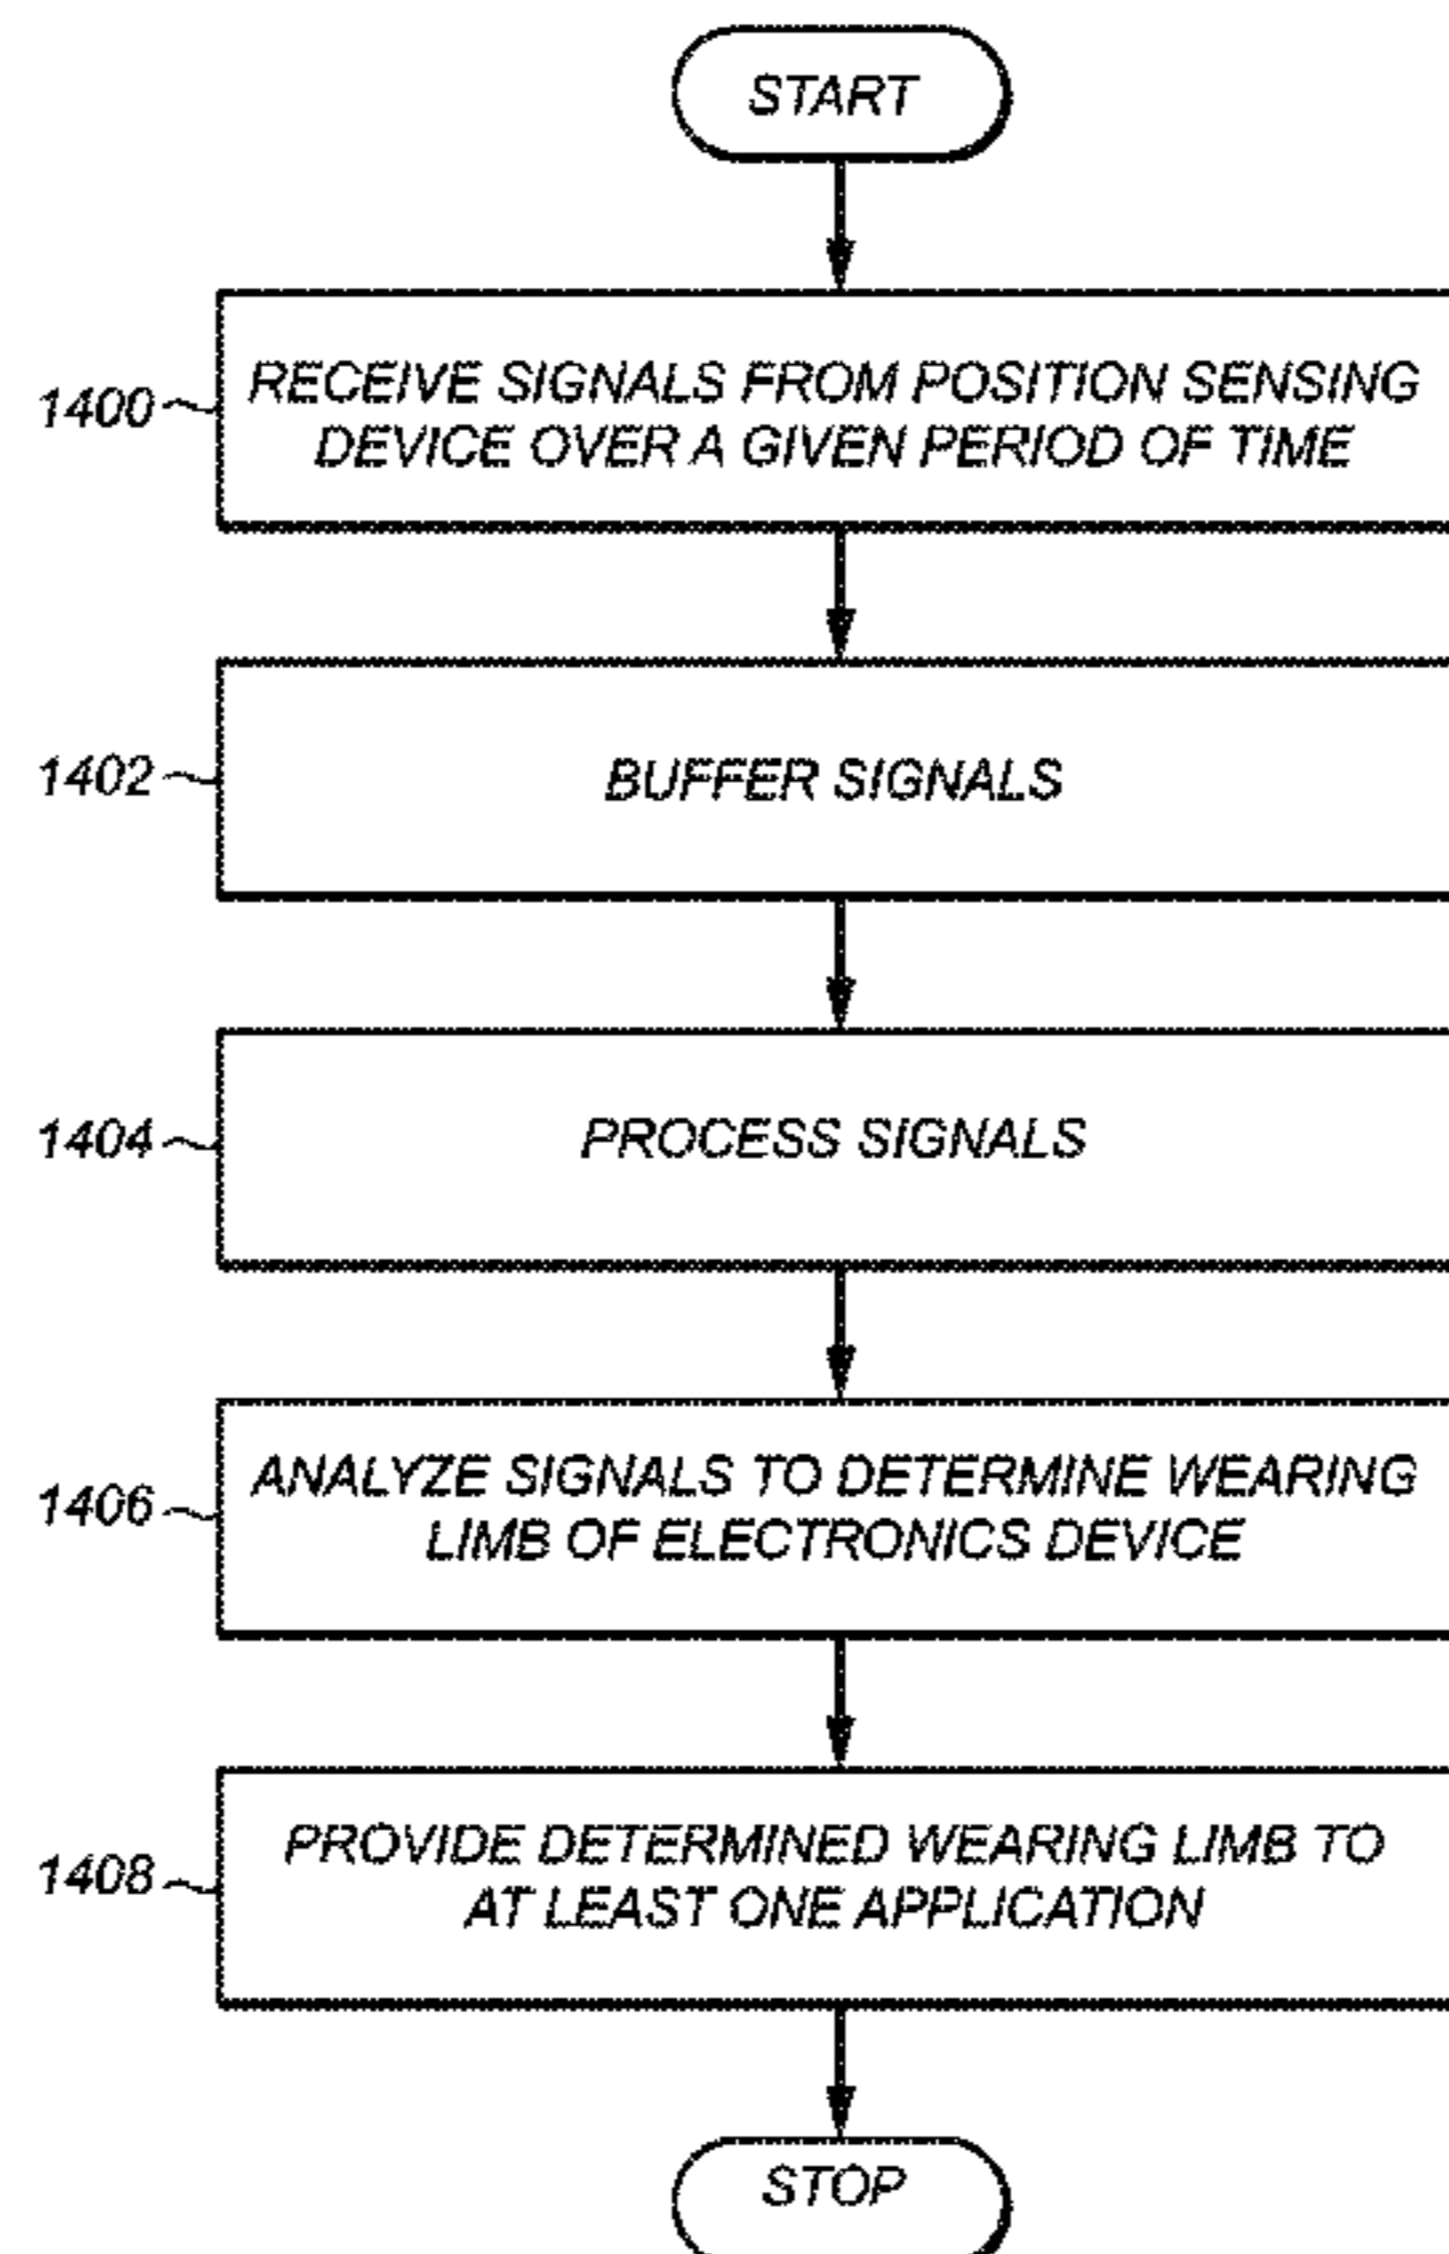 START
1400
RECEIVE SIGNALS FROM POSITION SENSING
DEVICE OVER A GIVEN PERIOD OF TIME
1402
BUFFER SIGNALS
1404
PROCESS SIGNALS
1406
ANALYZE SIGNALS TO DETERMINE WEARING
LIMB OF ELECTRONICS DEVICE
1408
PROVIDE DETERMINED WEARING LIMB TO
AT LEAST ONE APPLICATION
STOP